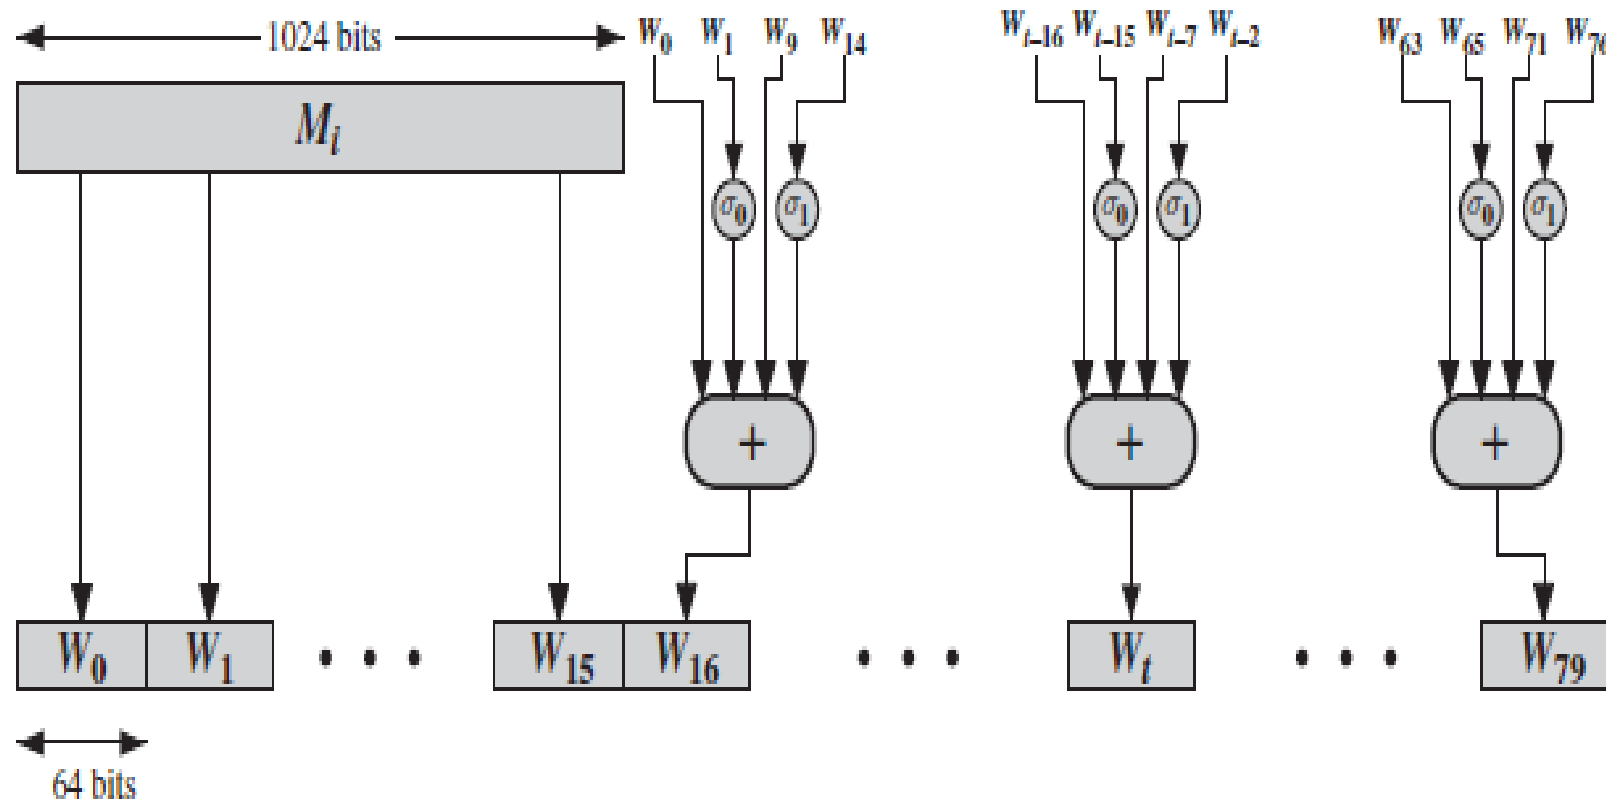 1024 bits
W₀ W₁ W₉ W₁₄
Wₜ₋₁₆ Wₜ₋₁₅ Wₜ₋₇ Wₜ₋₂
W₆₃ W₆₅ W₇₁
Mᵢ
σ₀ σ₁
σ₀ σ₁
σ₀ σ₁
+
+
+
W₀ W₁ • • • W₁₅ W₁₆ • • • Wₜ • • • W₇₉
64 bits